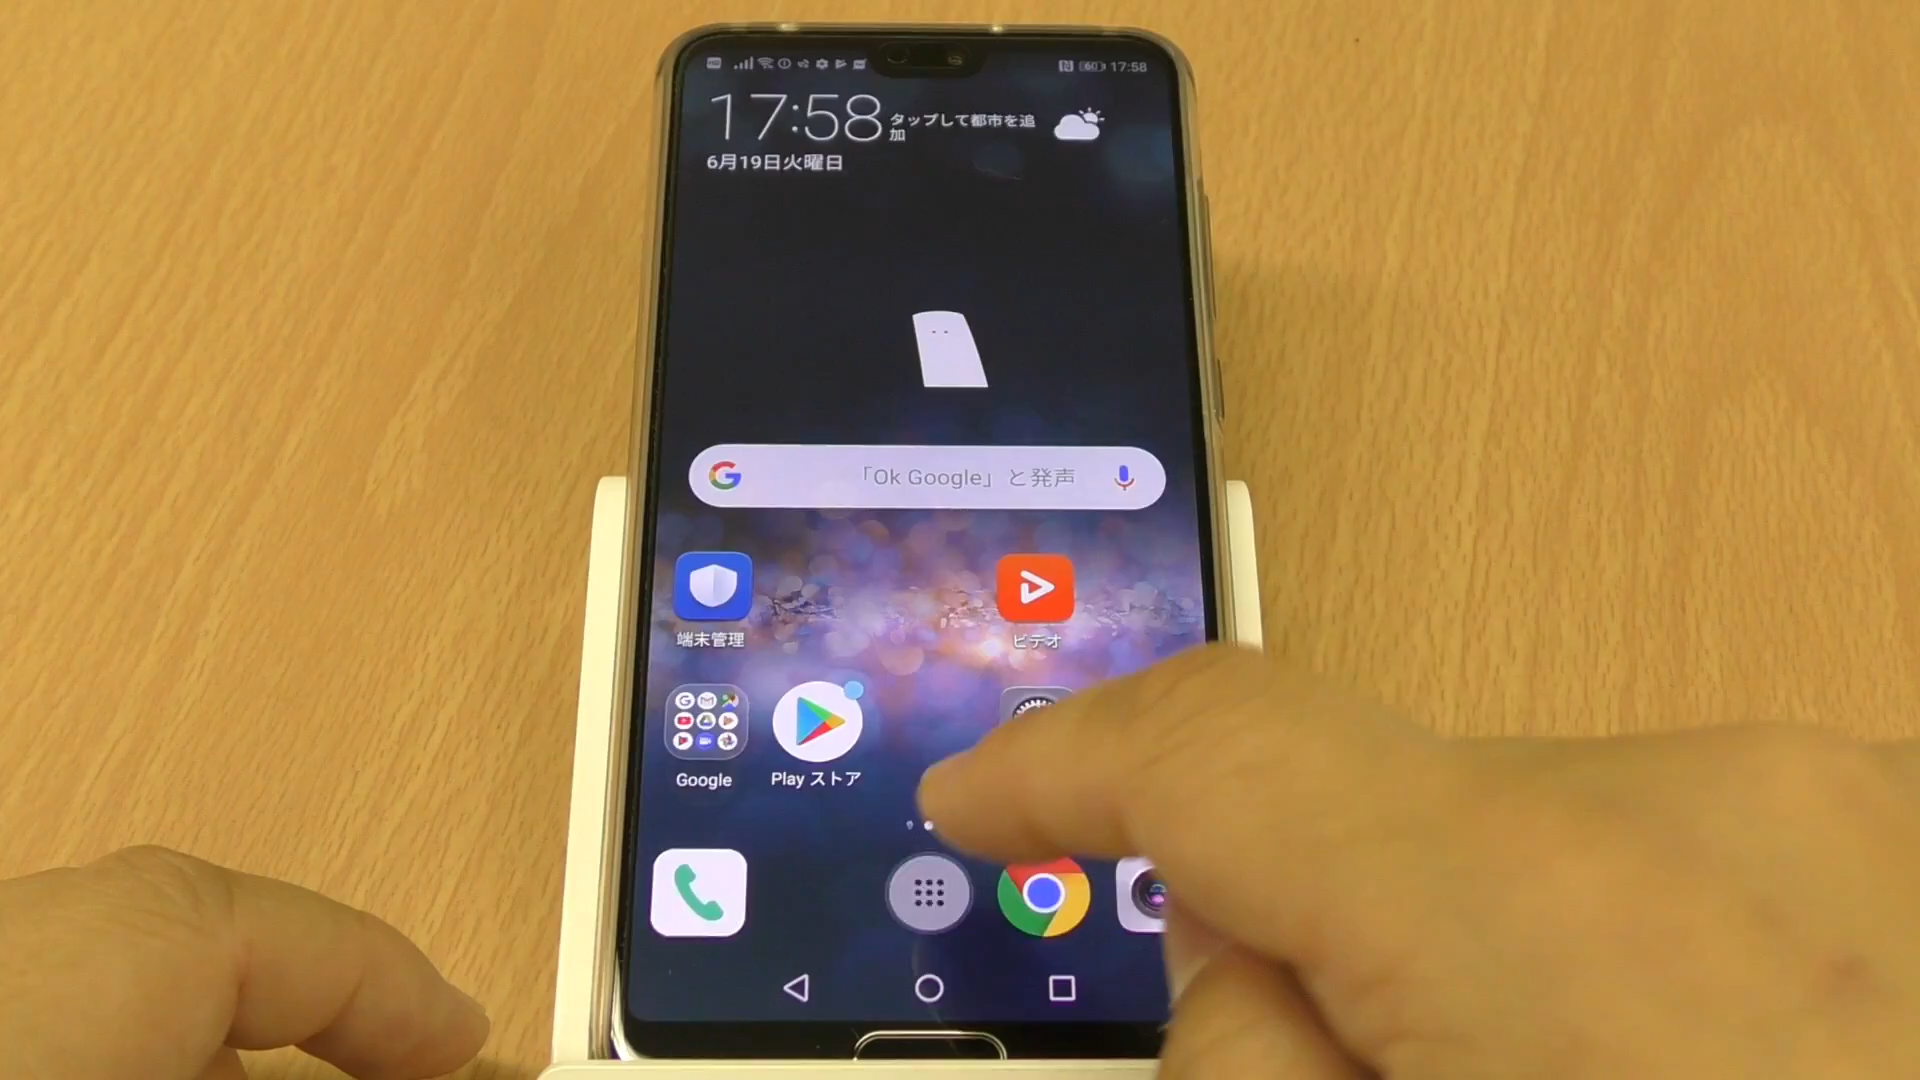 60 17:58
17:58
タップして都市を追
加
6月19日火曜日
「Ok Google」 と発声
端末管理
ビデオ
Google
Play ストア